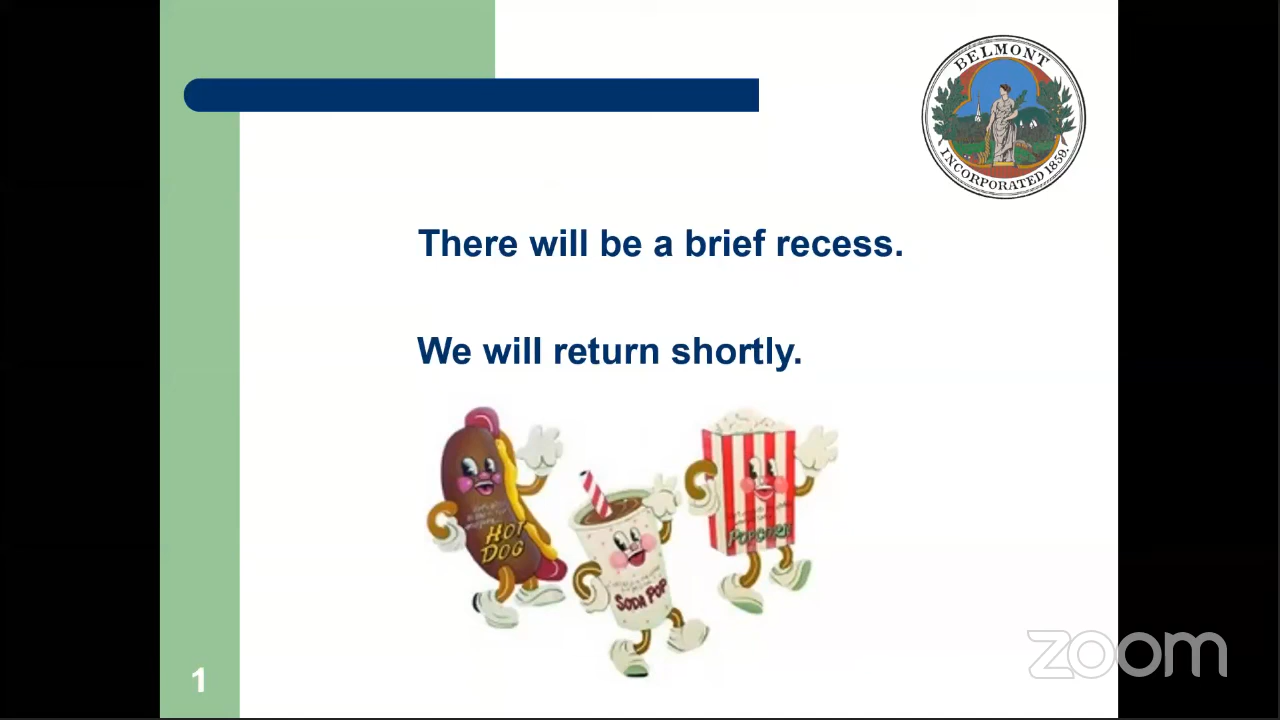 BELMONT
INCORPORATED 1859.
There will be a brief recess.
We will return shortly.
HOT
DOG
SODA POP
POPCORN
zoom
1